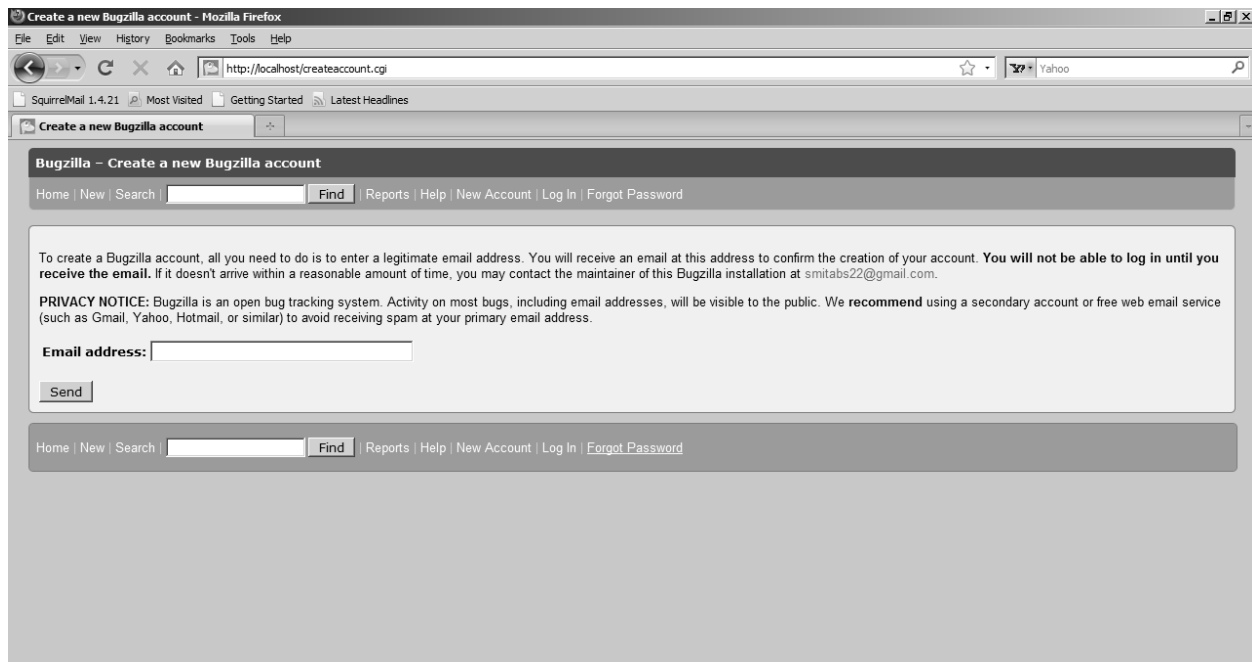 Create a new Bugzilla account - Mozilla Firefox
File Edit View History Bookmarks Tools Help
http://localhost/createaccount.cgi
Yahoo
SquirrelMail 1.4.21 Most Visited Getting Started Latest Headlines
Create a new Bugzilla account
Bugzilla – Create a new Bugzilla account
Home | New | Search | Find | Reports | Help | New Account | Log In | Forgot Password
To create a Bugzilla account, all you need to do is to enter a legitimate email address. You will receive an email at this address to confirm the creation of your account. You will not be able to log in until you
receive the email. If it doesn't arrive within a reasonable amount of time, you may contact the maintainer of this Bugzilla installation at smitabs22@gmail.com.
PRIVACY NOTICE: Bugzilla is an open bug tracking system. Activity on most bugs, including email addresses, will be visible to the public. We recommend using a secondary account or free web email service
(such as Gmail, Yahoo, Hotmail, or similar) to avoid receiving spam at your primary email address.
Email address:
Send
Home | New | Search | Find | Reports | Help | New Account | Log In | Forgot Password